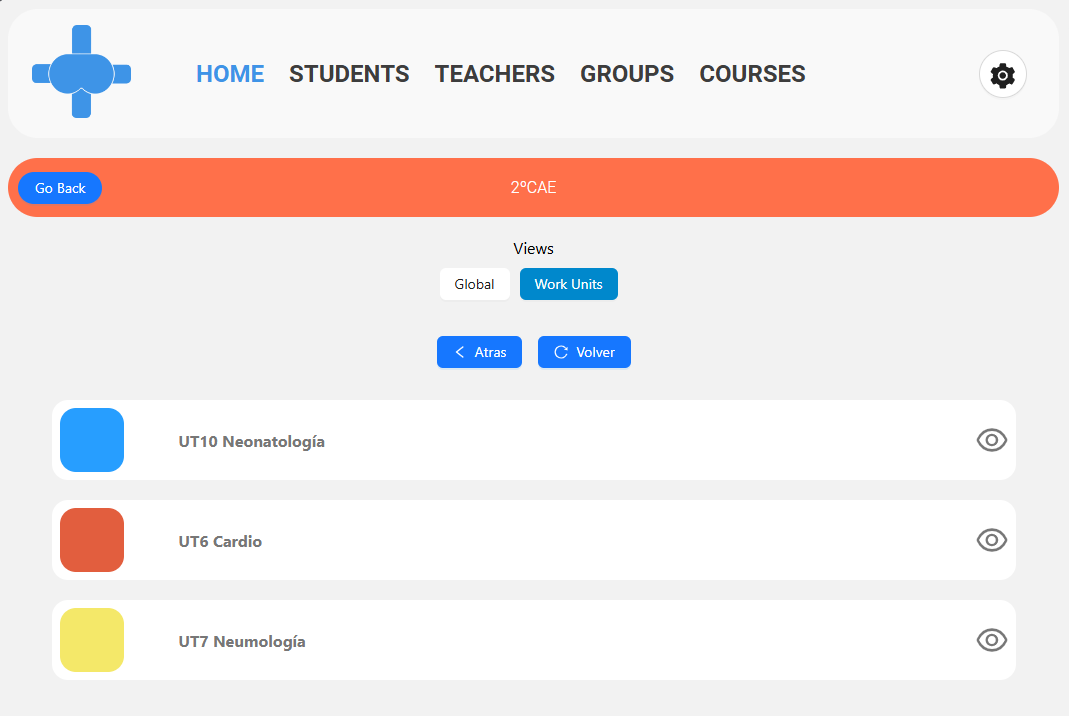 HOME STUDENTS TEACHERS GROUPS COURSES
Go Back
2ºCAE
Views
Global Work Units
Atras Volver
UT10 Neonatología
UT6 Cardio
UT7 Neumología